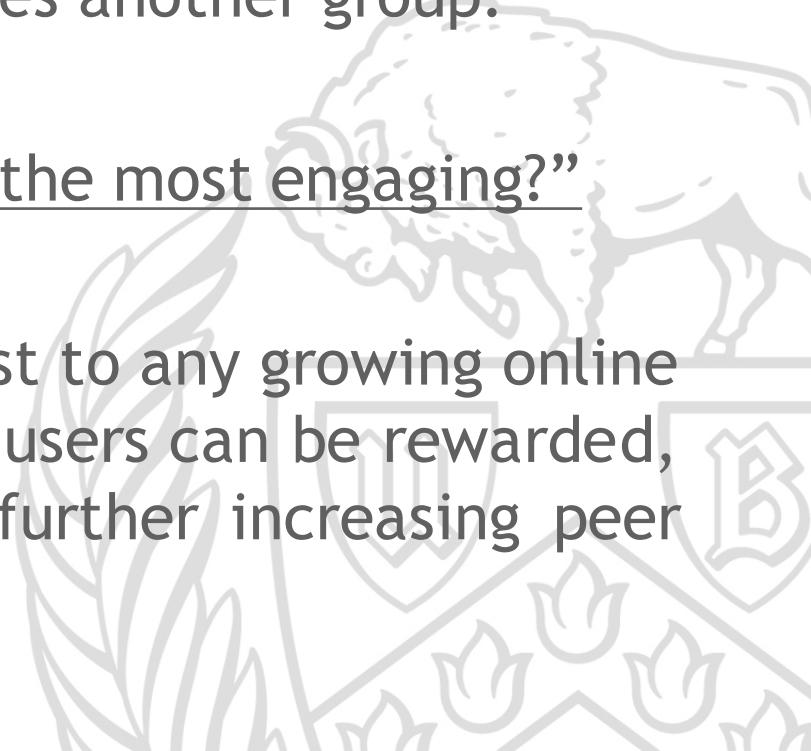 es another group.
the most engaging?”
st to any growing online
users can be rewarded,
further increasing peer
U B